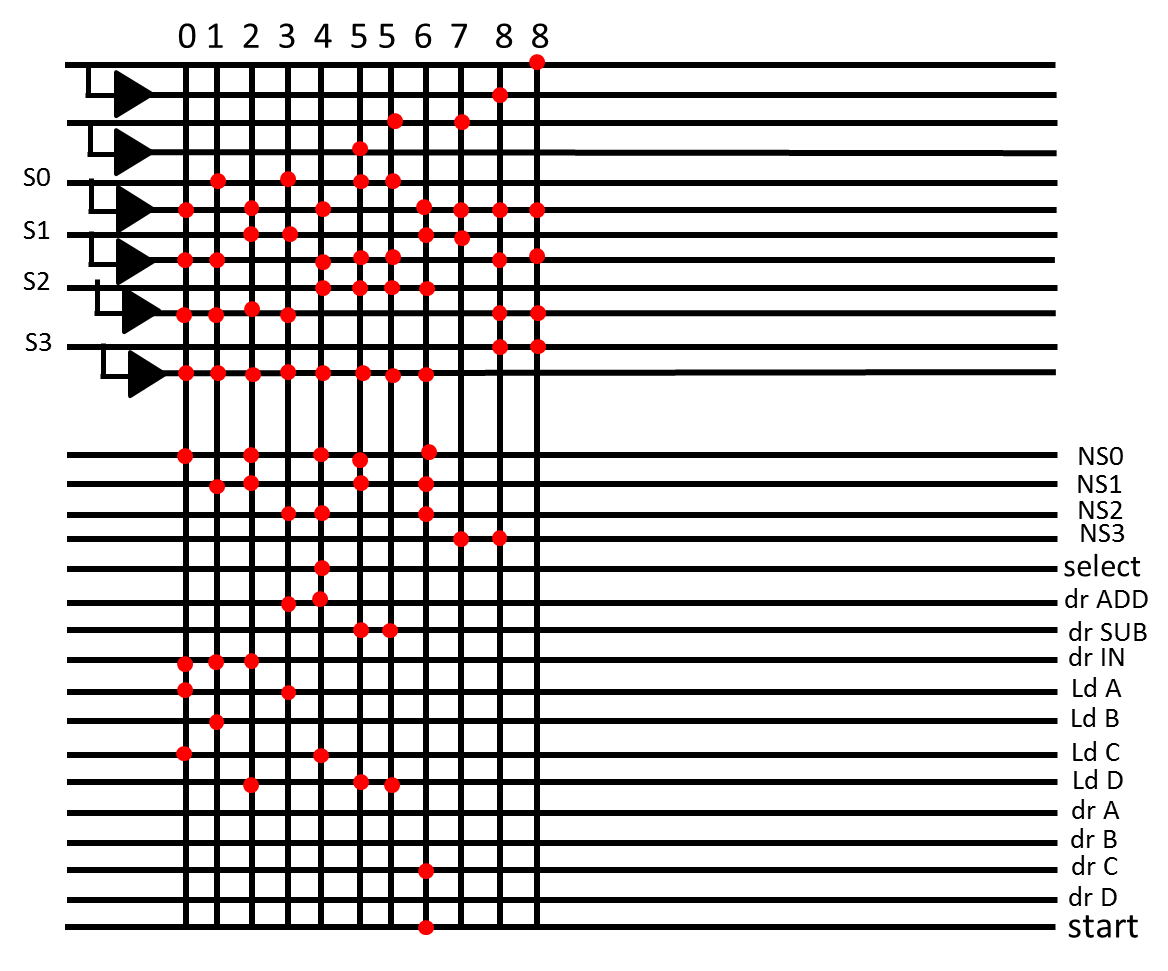 0 1 2 3 4 5 5 6 7 8 8
S0
S1
S2
S3
NS0
NS1
NS2
NS3
select
dr ADD
dr SUB
dr IN
Ld A
Ld B
Ld C
Ld D
dr A
dr B
dr C
dr D
start